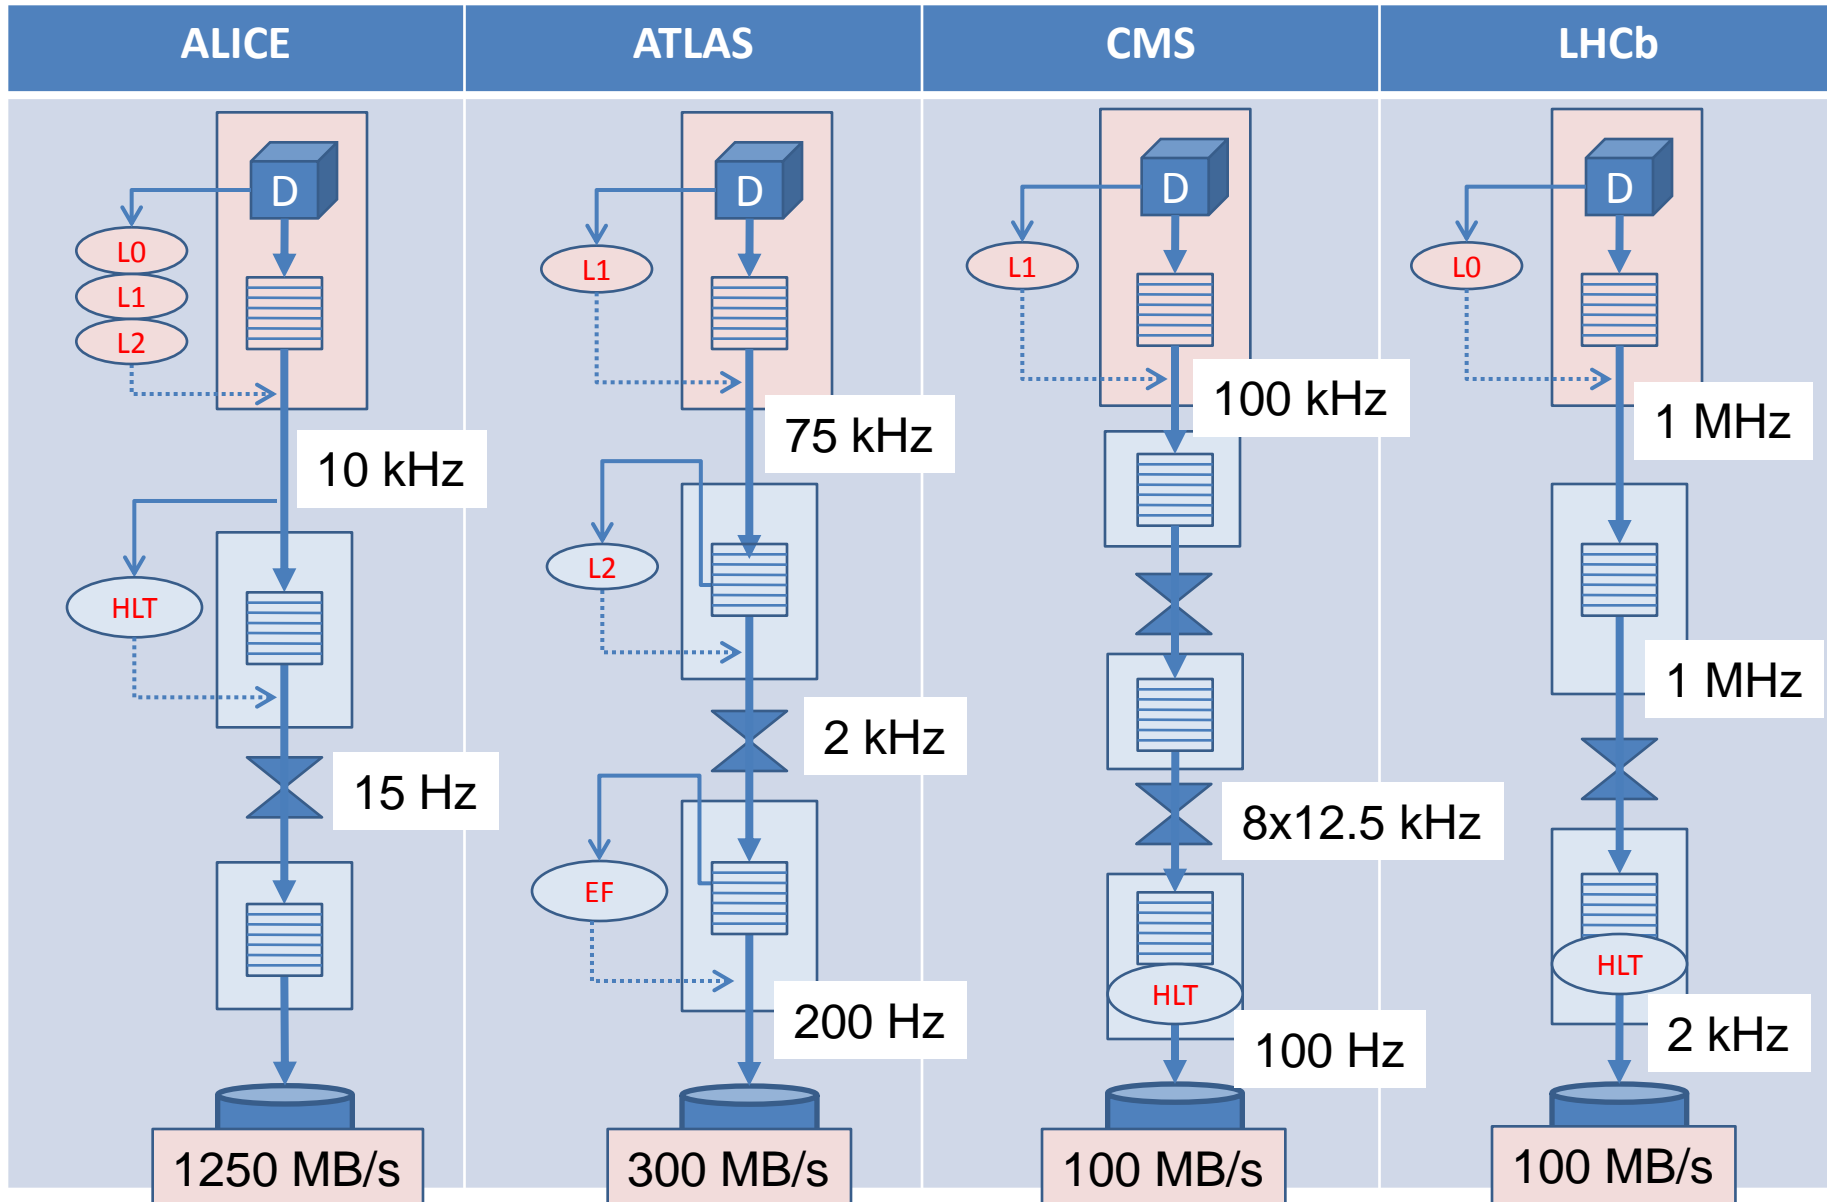 ALICE
ATLAS
CMS
LHCb
D
L0
L1
L2
10 kHz
HLT
15 Hz
1250 MB/s
D
L1
75 kHz
L2
2 kHz
EF
200 Hz
300 MB/s
D
L1
100 kHz
8x12.5 kHz
HLT
100 Hz
100 MB/s
D
L0
1 MHz
1 MHz
HLT
2 kHz
100 MB/s